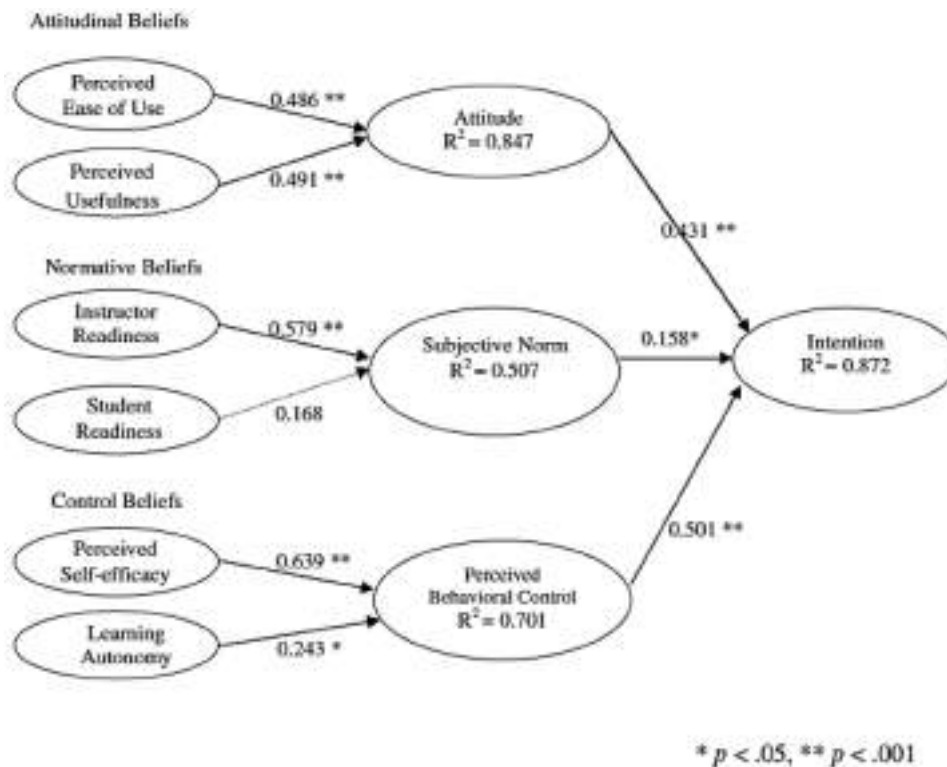 Attitudinal Beliefs
Perceived
Ease of Use
0.486 **
Attitude
R² = 0.847
Perceived
Usefulness
0.491 **
0.431 **
Normative Beliefs
Instructor
Readiness
0.579 **
Subjective Norm
R² = 0.507
0.158*
Intention
R² = 0.872
Student
Readiness
0.168
Control Beliefs
Perceived
Self-efficacy
0.639 **
Perceived
Behavioral Control
R² = 0.701
0.501 **
Learning
Autonomy
0.243 *
* p < .05, ** p < .001